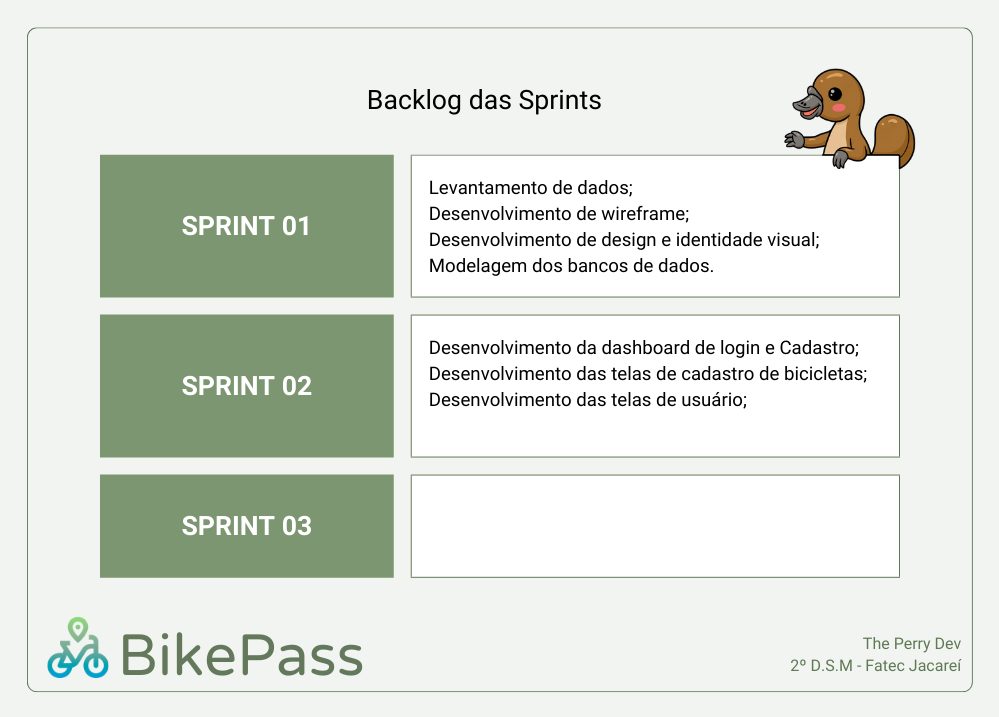 Backlog das Sprints
SPRINT 01
Levantamento de dados;
Desenvolvimento de wireframe;
Desenvolvimento de design e identidade visual;
Modelagem dos bancos de dados.
SPRINT 02
Desenvolvimento da dashboard de login e Cadastro;
Desenvolvimento das telas de cadastro de bicicletas;
Desenvolvimento das telas de usuário;
SPRINT 03
BikePass
The Perry Dev
2º D.S.M - Fatec Jacareí